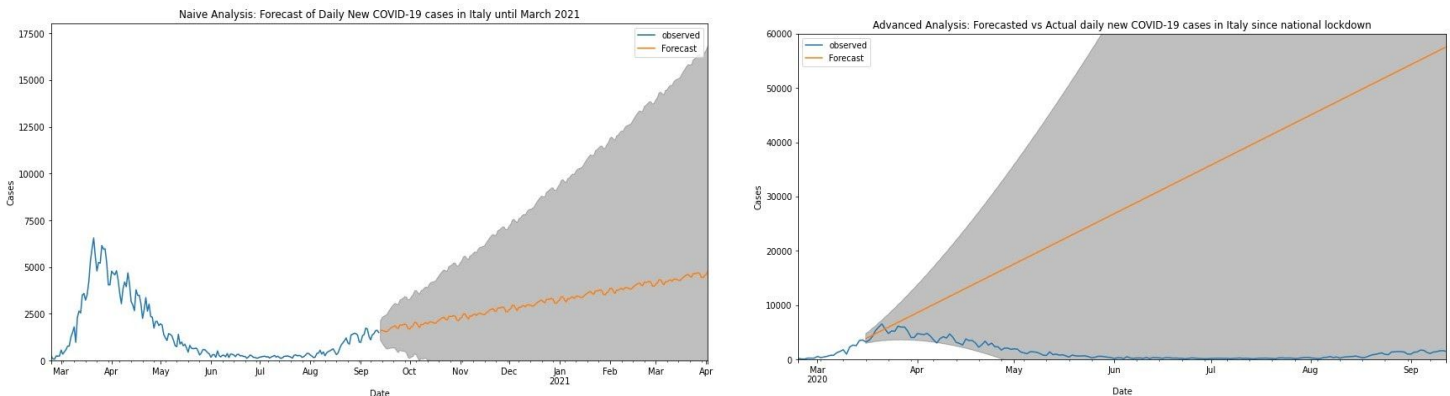 Naive Analysis: Forecast of Daily New COVID-19 cases in Italy until March 2021
17500
15000
12500
10000
7500
5000
2500
0
Cases
observed
Forecast
Mar Apr May Jun Jul Aug Sep Oct Nov Dec Jan Feb Mar Apr
2021
Date
Advanced Analysis: Forecasted vs Actual daily new COVID-19 cases in Italy since national lockdown
60000
50000
40000
30000
20000
10000
0
Cases
observed
Forecast
Mar Apr May Jun Jul Aug Sep
2020
Date